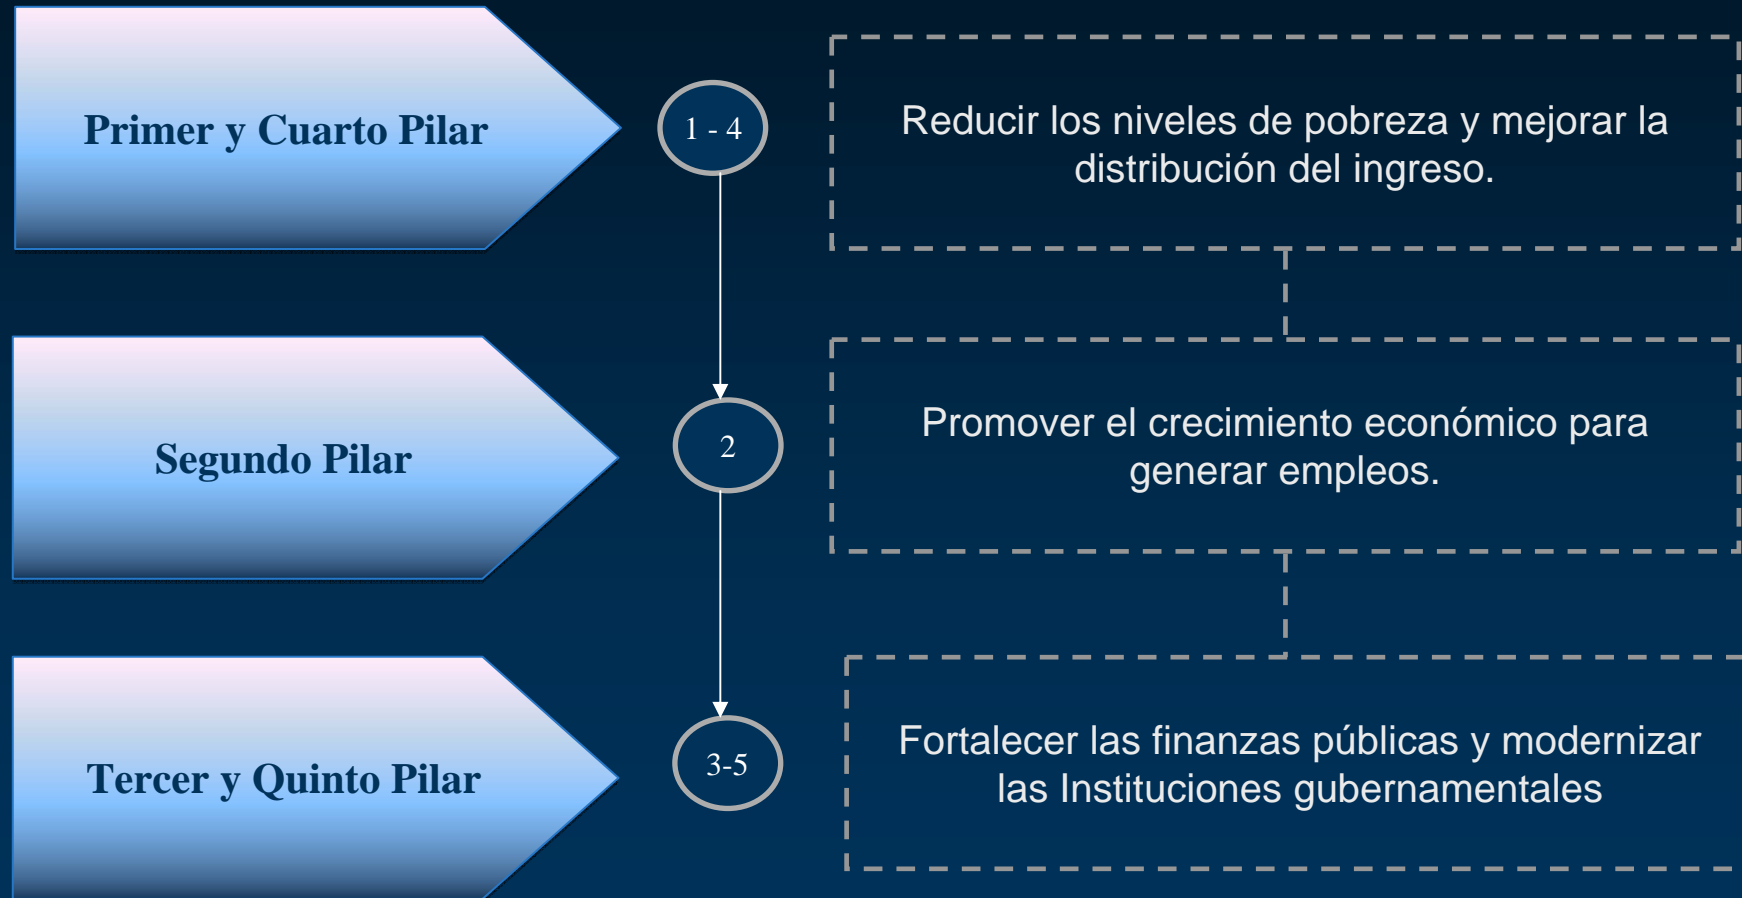 Primer y Cuarto Pilar
1 - 4
Reducir los niveles de pobreza y mejorar la
distribución del ingreso.
Segundo Pilar
2
Promover el crecimiento económico para
generar empleos.
Tercer y Quinto Pilar
3-5
Fortalecer las finanzas públicas y modernizar
las Instituciones gubernamentales